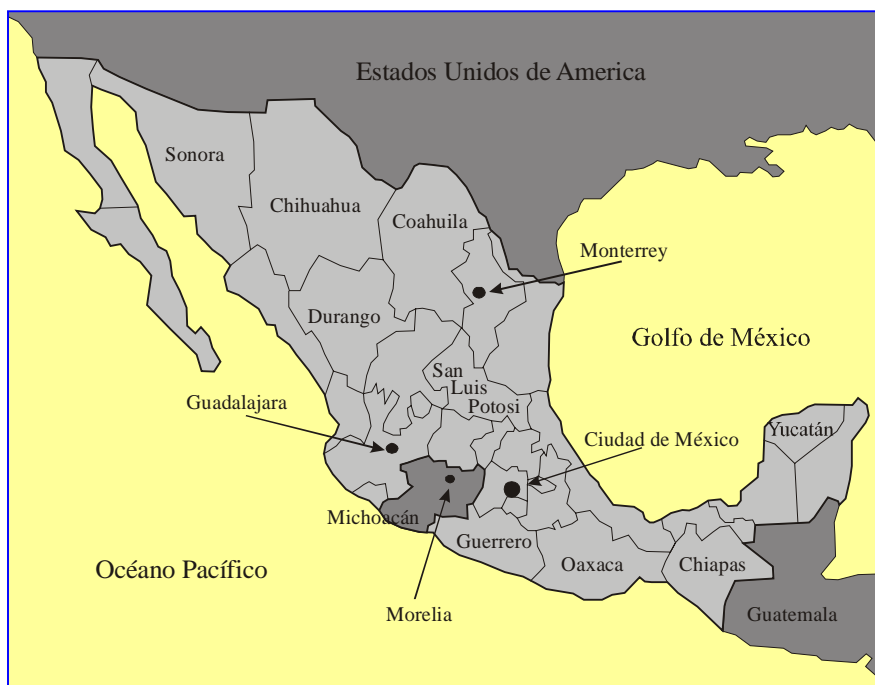 Estados Unidos de America
Sonora
Chihuahua
Coahuila
Monterrey
Durango
Golfo de México
San
Luis
Potosi
Guadalajara
Yucatán
Ciudad de México
Michoacán
Guerrero
Océano Pacífico
Oaxaca
Chiapas
Morelia
Guatemala